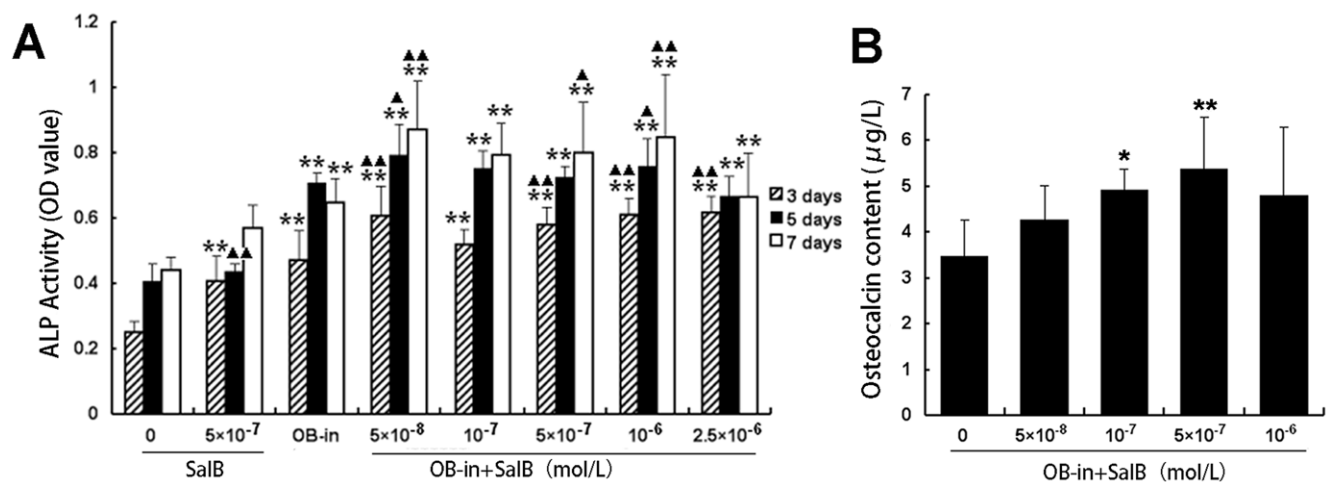 A
ALP Activity (OD value)
1.2
1
0.8
0.6
0.4
0.2
0
** ▲▲ ** ** ** ▲▲ ** ▲ ** ▲▲ ** ** ** ** ▲▲ ** ** ▲ ** ▲▲ ** ▲ ** ▲▲ ** ▲▲ ** ** **
3 days
5 days
7 days
0 5×10⁻⁷ OB-in 5×10⁻⁸ 10⁻⁷ 5×10⁻⁷ 10⁻⁶ 2.5×10⁻⁶
SalB OB-in+SalB (mol/L)
B
Osteocalcin content (μg/L)
7
6
5
4
3
2
1
0
* **
0 5×10⁻⁸ 10⁻⁷ 5×10⁻⁷ 10⁻⁶
OB-in+SalB (mol/L)